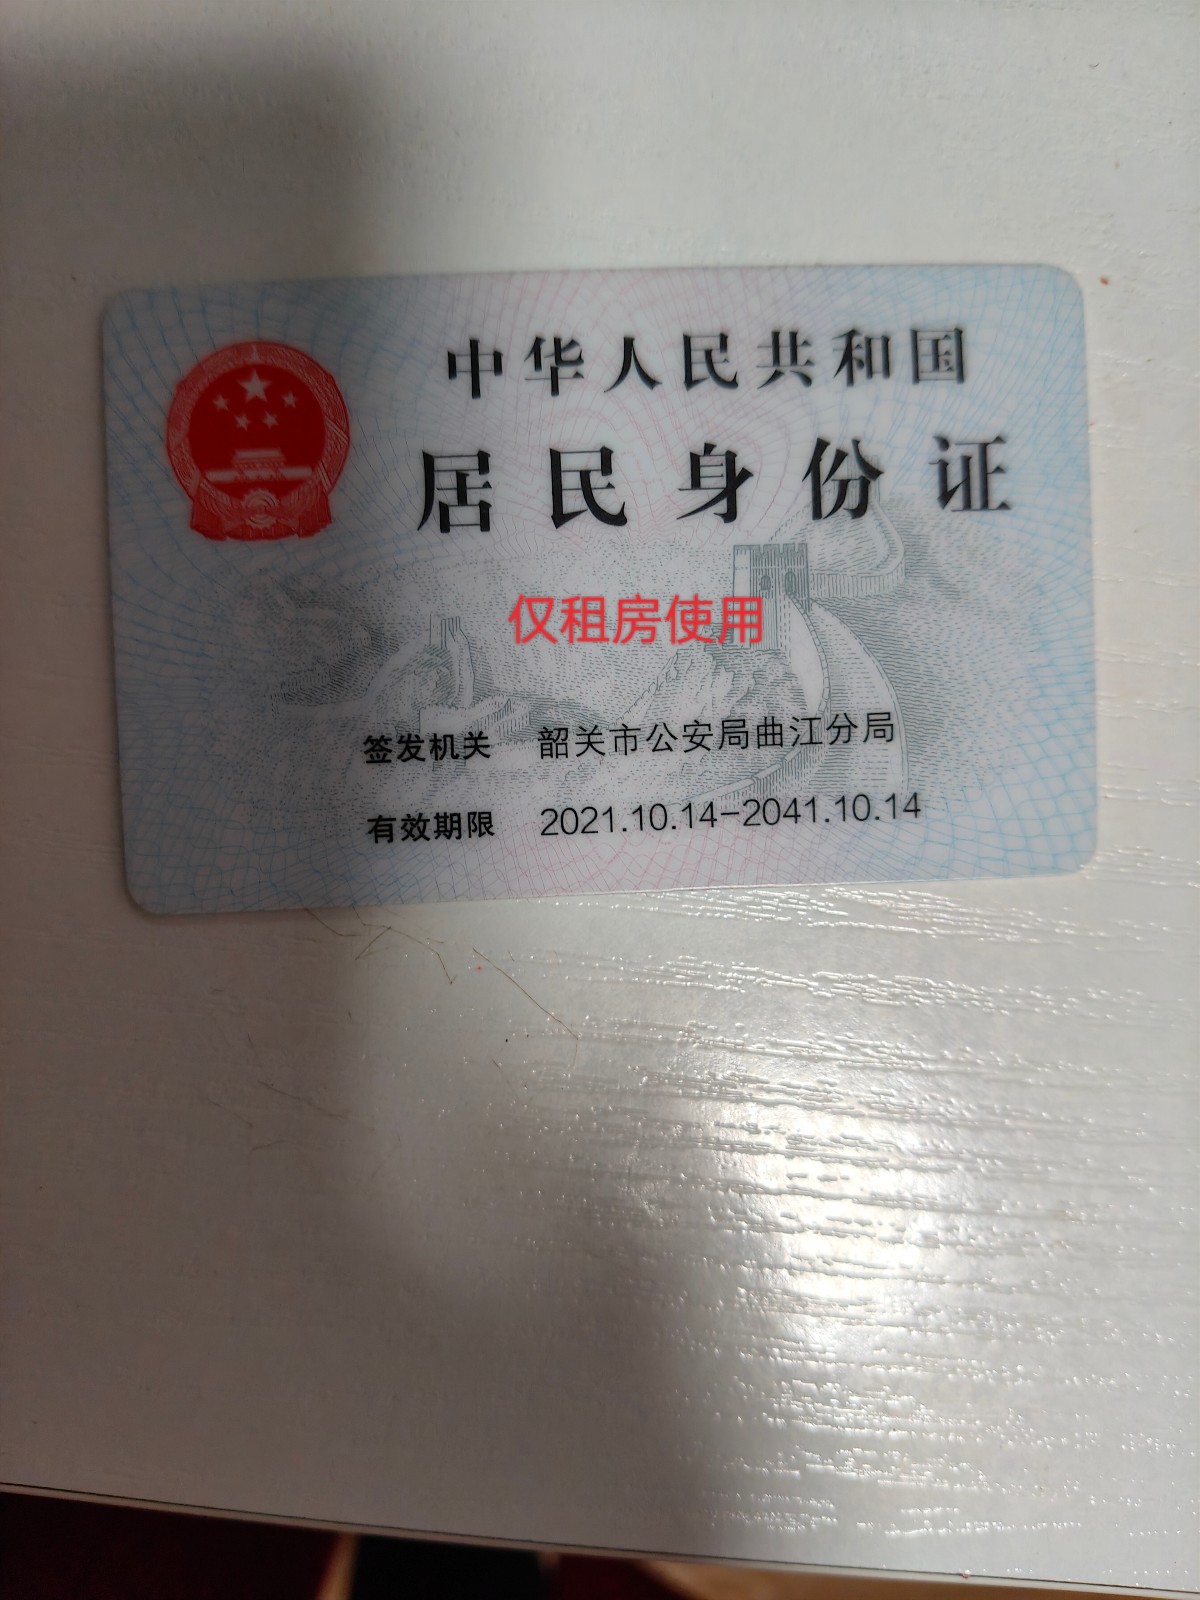 中华人民共和国
居民身份证
仅租房使用
签发机关 韶关市公安局曲江分局
有效期限 2021.10.14-2041.10.14